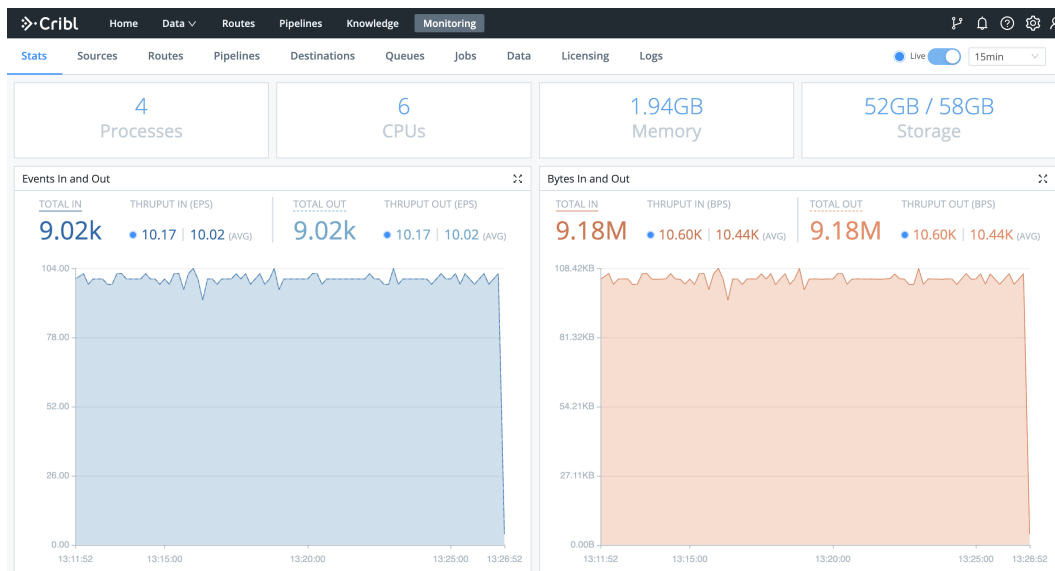 Cribl Home Data Routes Pipelines Knowledge Monitoring
Stats Sources Routes Pipelines Destinations Queues Jobs Data Licensing Logs Live 15min
4
Processes
6
CPUs
1.94GB
Memory
52GB / 58GB
Storage
Events In and Out
TOTAL IN THRUPUT IN (EPS) TOTAL OUT THRUPUT OUT (EPS)
9.02k 10.17 | 10.02 (AVG) 9.02k 10.17 | 10.02 (AVG)
104.00
78.00
52.00
26.00
0.00
13:11:52 13:15:00 13:20:00 13:25:00 13:26:52
Bytes In and Out
TOTAL IN THRUPUT IN (BPS) TOTAL OUT THRUPUT OUT (BPS)
9.18M 10.60K | 10.44K (AVG) 9.18M 10.60K | 10.44K (AVG)
108.42KB
81.32KB
54.21KB
27.11KB
0.00B
13:11:52 13:15:00 13:20:00 13:25:00 13:26:52